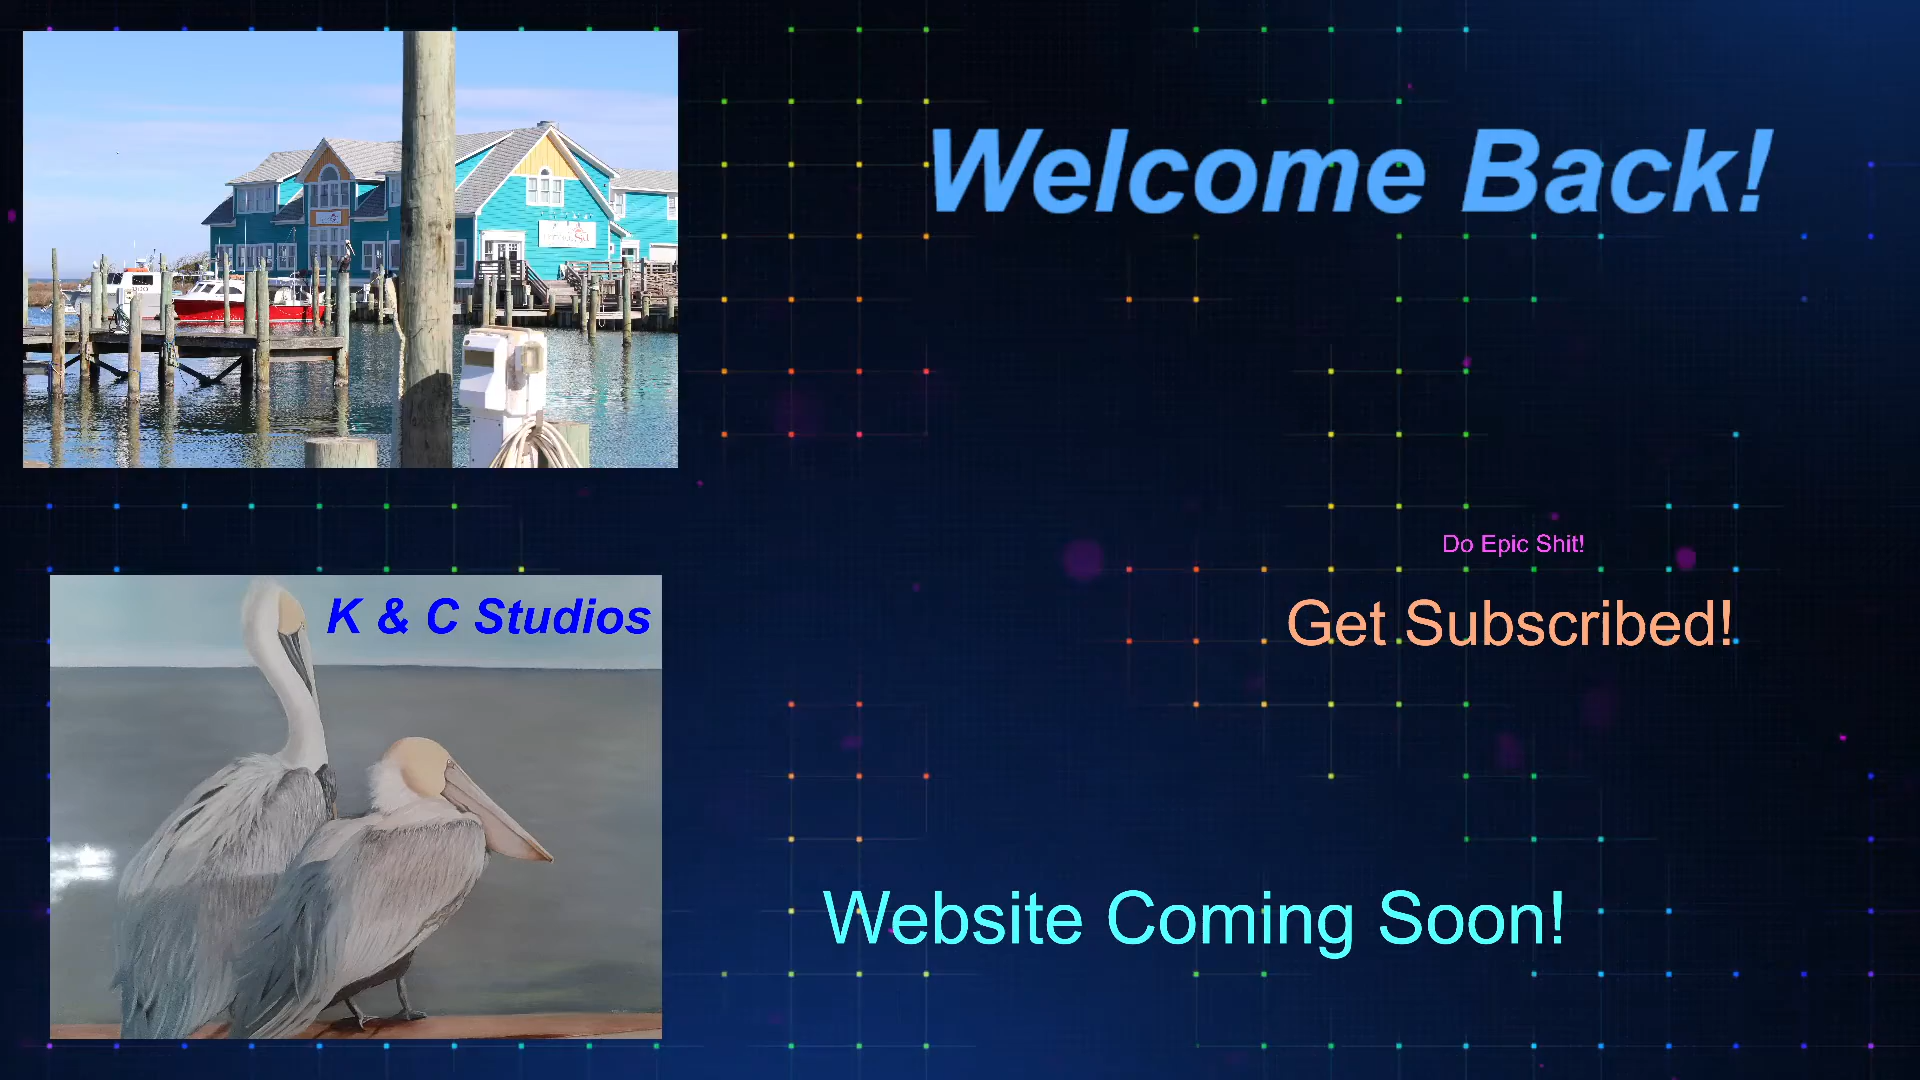 Welcome Back!
Do Epic Shit!
Get Subscribed!
K & C Studios
Website Coming Soon!